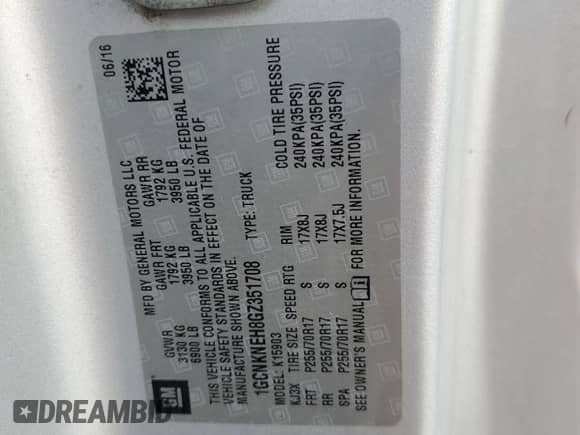 06/16
MFD BY GENERAL MOTORS LLC
GVWR GAWR FRT GAWR RR
3130 KG 1792 KG 1792 KG
6900 LB 3950 LB 3950 LB
THIS VEHICLE CONFORMS TO ALL APPLICABLE U.S. FEDERAL MOTOR
VEHICLE SAFETY STANDARDS IN EFFECT ON THE DATE OF
MANUFACTURE SHOWN ABOVE.
1GCNKNEH8GZ351708 TYPE: TRUCK
MODEL: K15903
KJ3X TIRE SIZE SPEED RTG RIM COLD TIRE PRESSURE
FRT P255/70R17 S 17X8J 240KPA(35PSI)
RR P255/70R17 S 17X8J 240KPA(35PSI)
SPA P255/70R17 S 17X7.5J 240KPA(35PSI)
SEE OWNER'S MANUAL i FOR MORE INFORMATION.
GM
DREAMBID